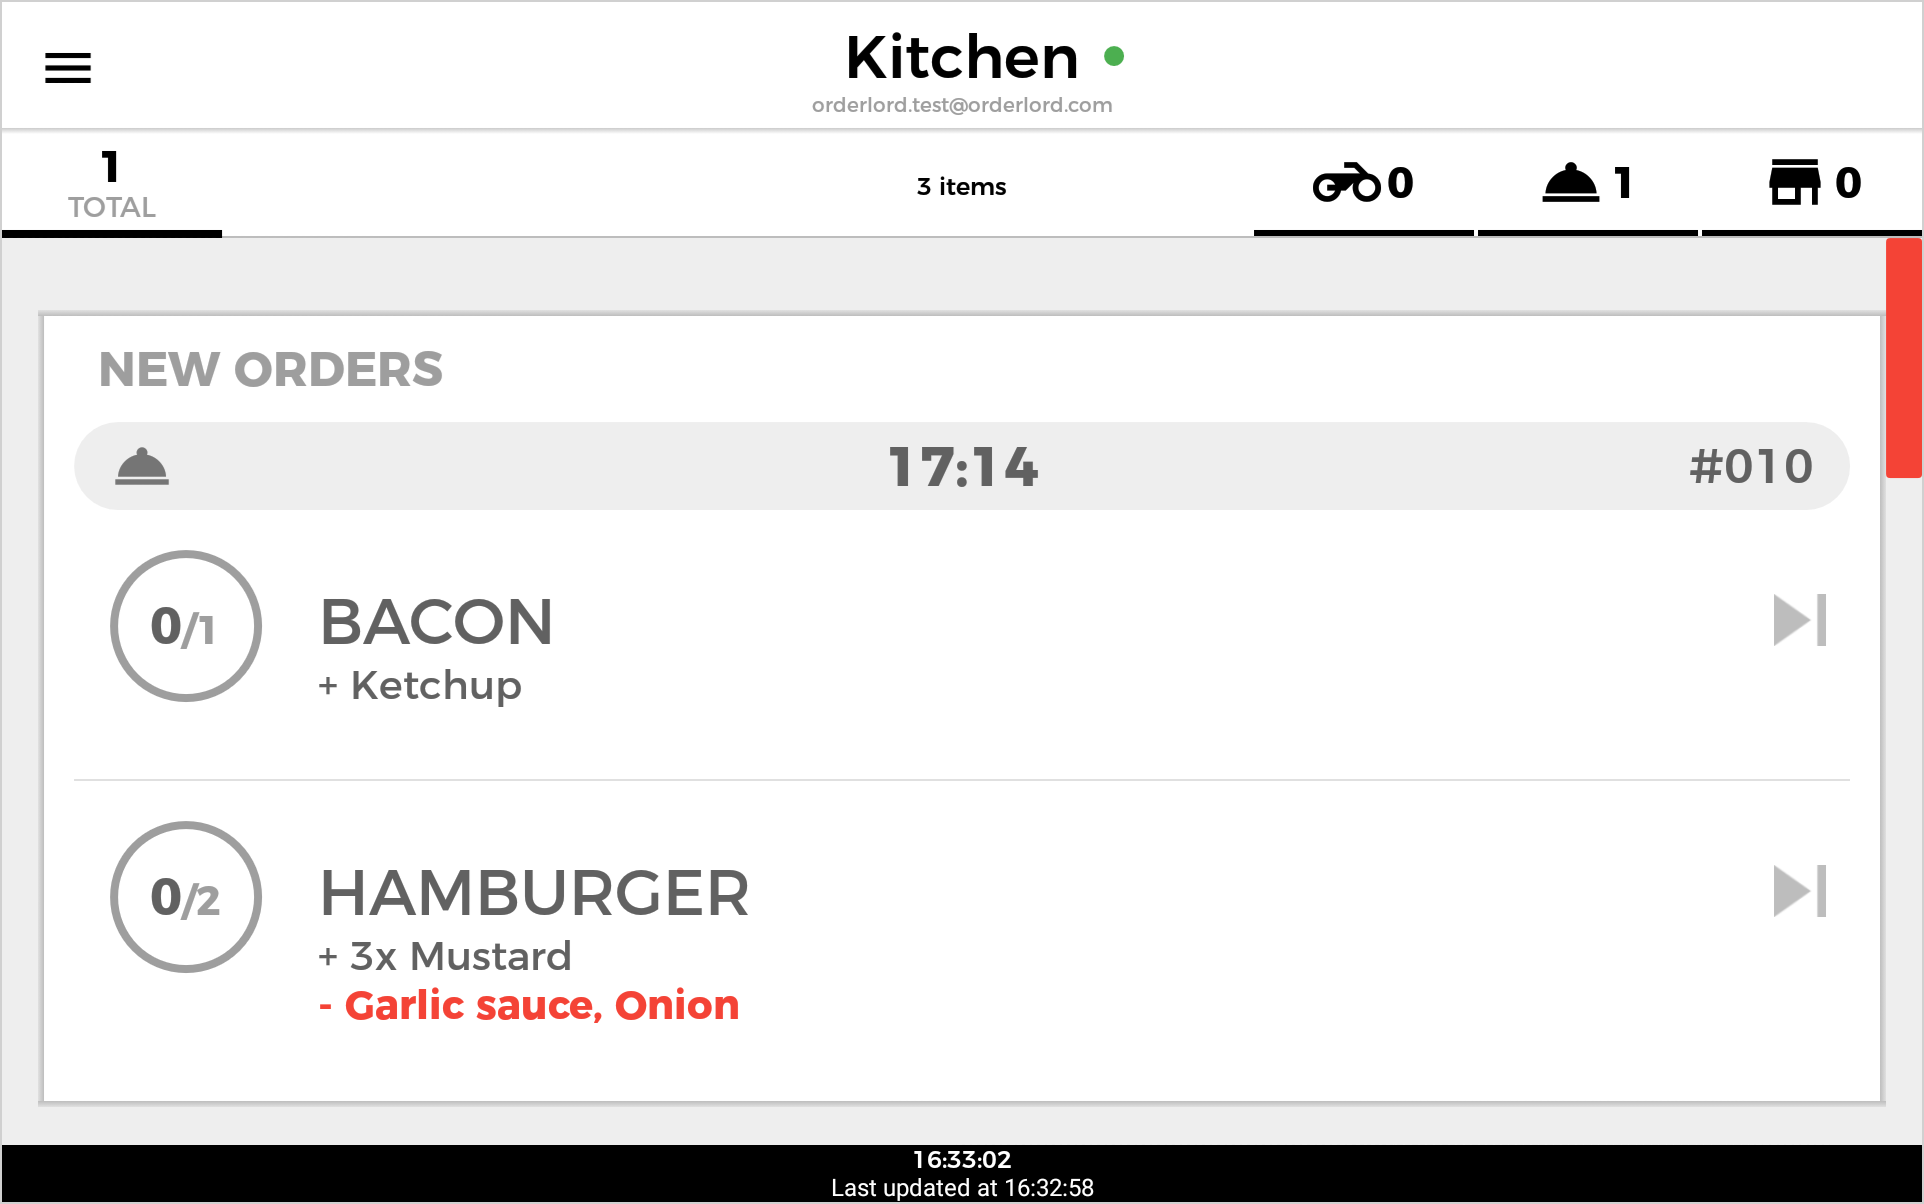 Kitchen
orderlord.test@orderlord.com
1
TOTAL
3 items
0
1
0
NEW ORDERS
17:14
#010
0/1
BACON
+ Ketchup
0/2
HAMBURGER
+ 3x Mustard
- Garlic sauce, Onion
16:33:02
Last updated at 16:32:58